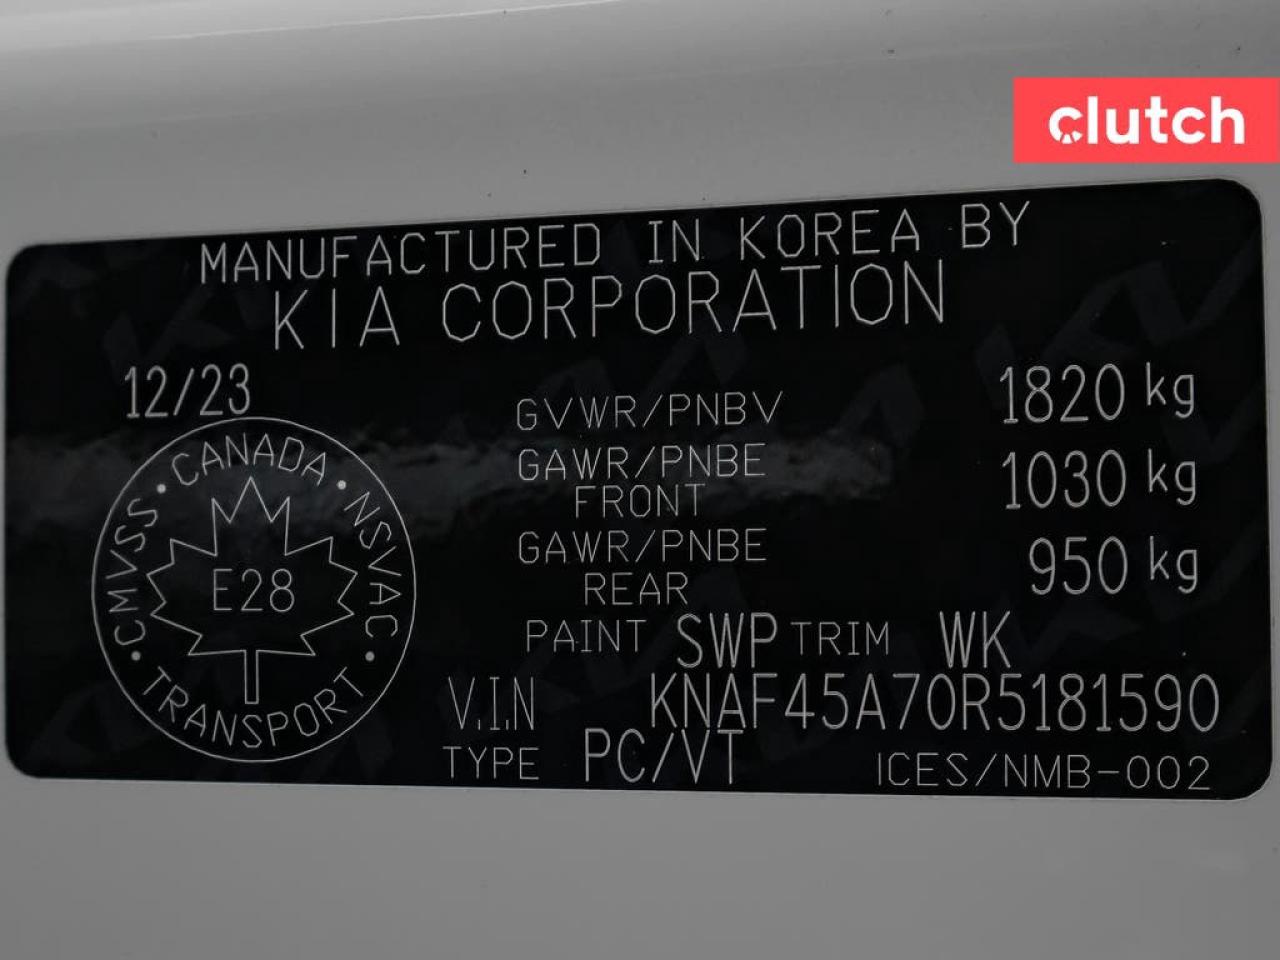 clutch
MANUFACTURED IN KOREA BY
KIA CORPORATION
12/23
GVWR/PNBV 1820 kg
GAWR/PNBE FRONT 1030 kg
GAWR/PNBE REAR 950 kg
PAINT SWP TRIM WK
V.I.N KNAF45A70R5181590
TYPE PC/VT ICES/NMB-002
CANADA · NSVAC · TRANSPORT · CMVSS ·
E28